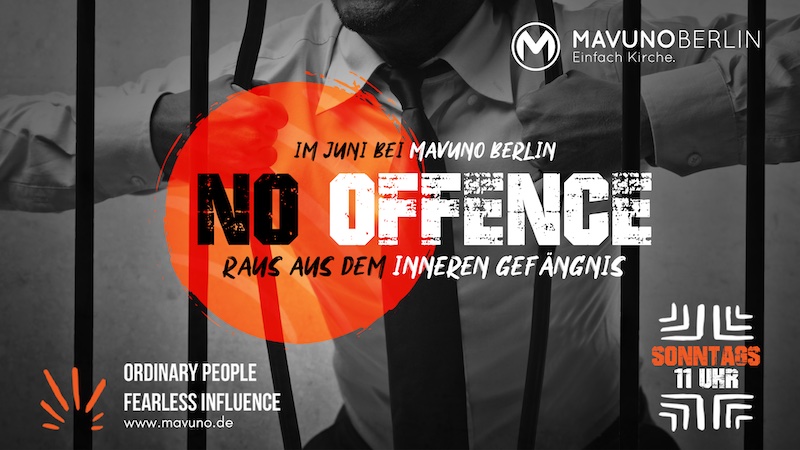 MAVUNOBERLIN
Einfach Kirche.
IM JUNI BEI MAVUNO BERLIN
NO OFFENCE
RAUS AUS DEM INNEREN GEFÄNGNIS
SONNTAGS
11 UHR
ORDINARY PEOPLE
FEARLESS INFLUENCE
www.mavuno.de